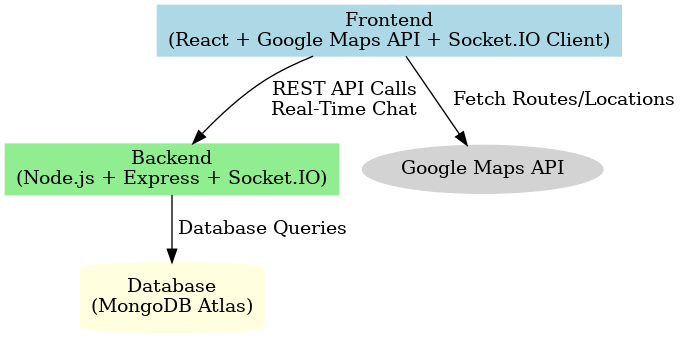 Frontend
(React + Google Maps API + Socket.IO Client)
REST API Calls
Real-Time Chat
Fetch Routes/Locations
Backend
(Node.js + Express + Socket.IO)
Google Maps API
Database Queries
Database
(MongoDB Atlas)